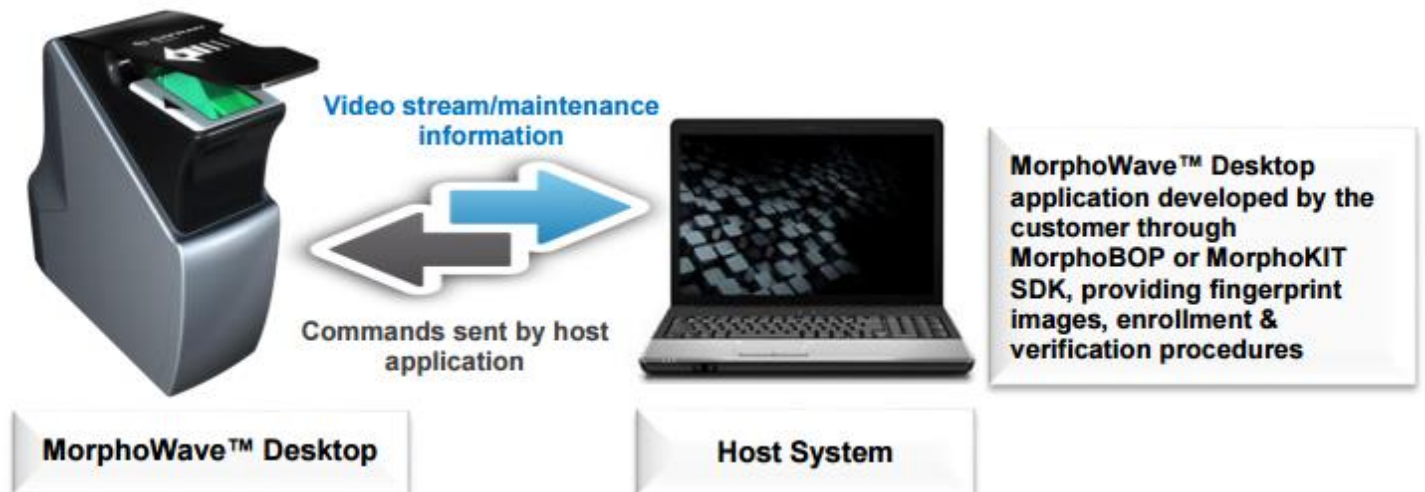 Video stream/maintenance
information
Commands sent by host
application
MorphoWave™ Desktop
application developed by the
customer through
MorphoBOP or MorphoKIT
SDK, providing fingerprint
images, enrollment &
verification procedures
MorphoWave™ Desktop
Host System